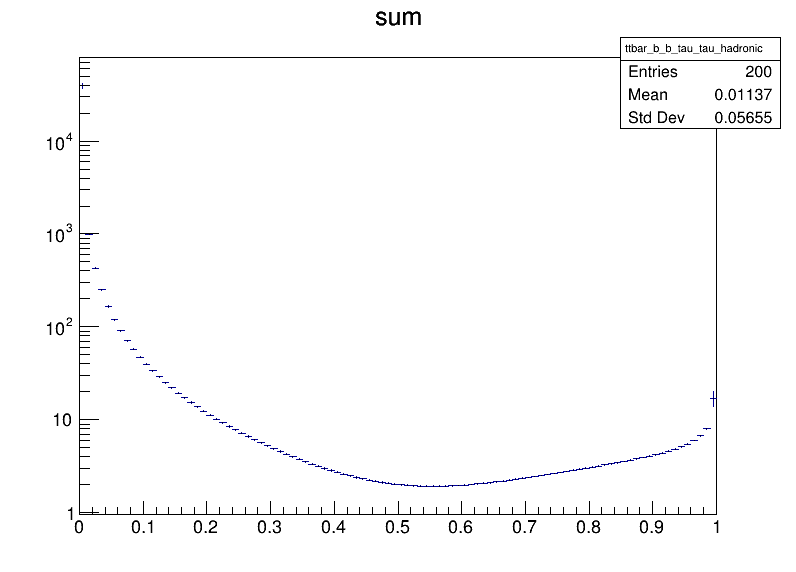 sum
ttbar_b_b_tau_tau_hadronic
Entries 200
Mean 0.01137
Std Dev 0.05655
10^4
10^3
10^2
10
1
0 0.1 0.2 0.3 0.4 0.5 0.6 0.7 0.8 0.9 1